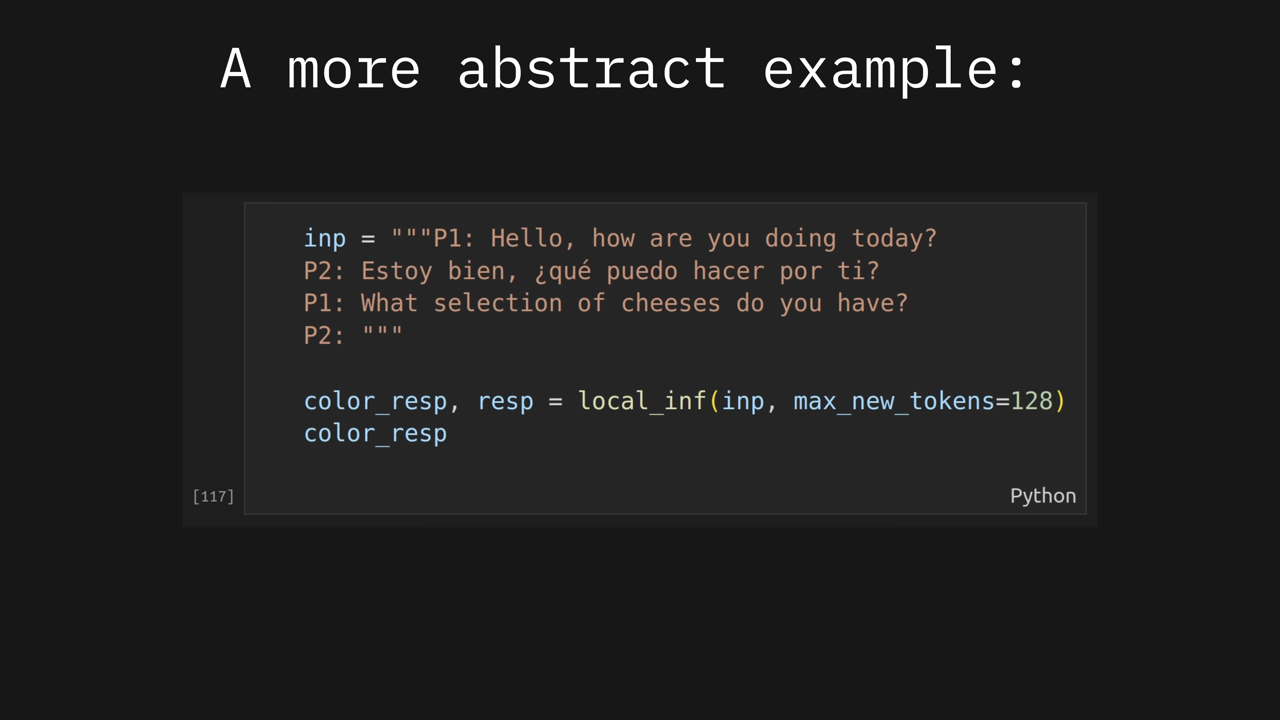 A more abstract example:
inp = """P1: Hello, how are you doing today?
P2: Estoy bien, ¿qué puedo hacer por ti?
P1: What selection of cheeses do you have?
P2: """
color_resp, resp = local_inf(inp, max_new_tokens=128)
color_resp
[117]
Python